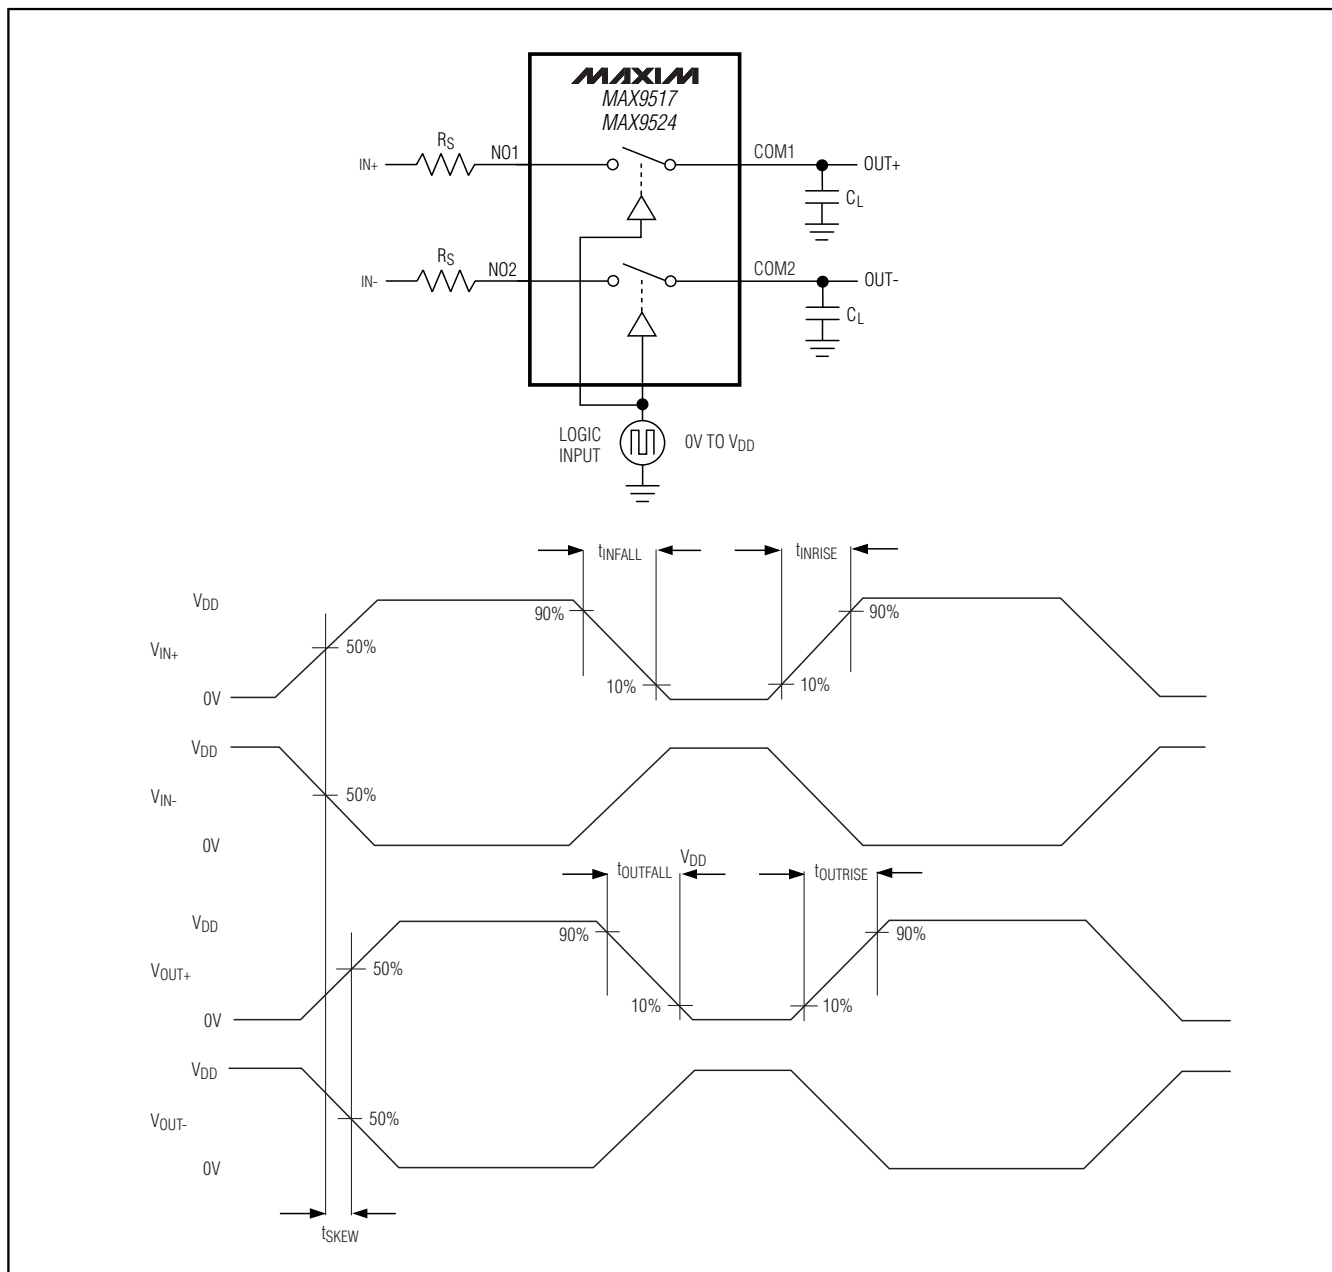 MAXIM
MAX9517
MAX9524
RS
NO1
COM1
IN+
OUT+
CL
RS
NO2
COM2
IN-
OUT-
CL
LOGIC
INPUT
0V TO VDD
tINFALL
tINRISE
VDD
90%
90%
VIN+
50%
10%
10%
0V
VDD
VIN-
50%
0V
VDD
tOUTFALL
tOUTRISE
VDD
90%
90%
VOUT+
50%
10%
10%
0V
VDD
VOUT-
50%
0V
tSKEW